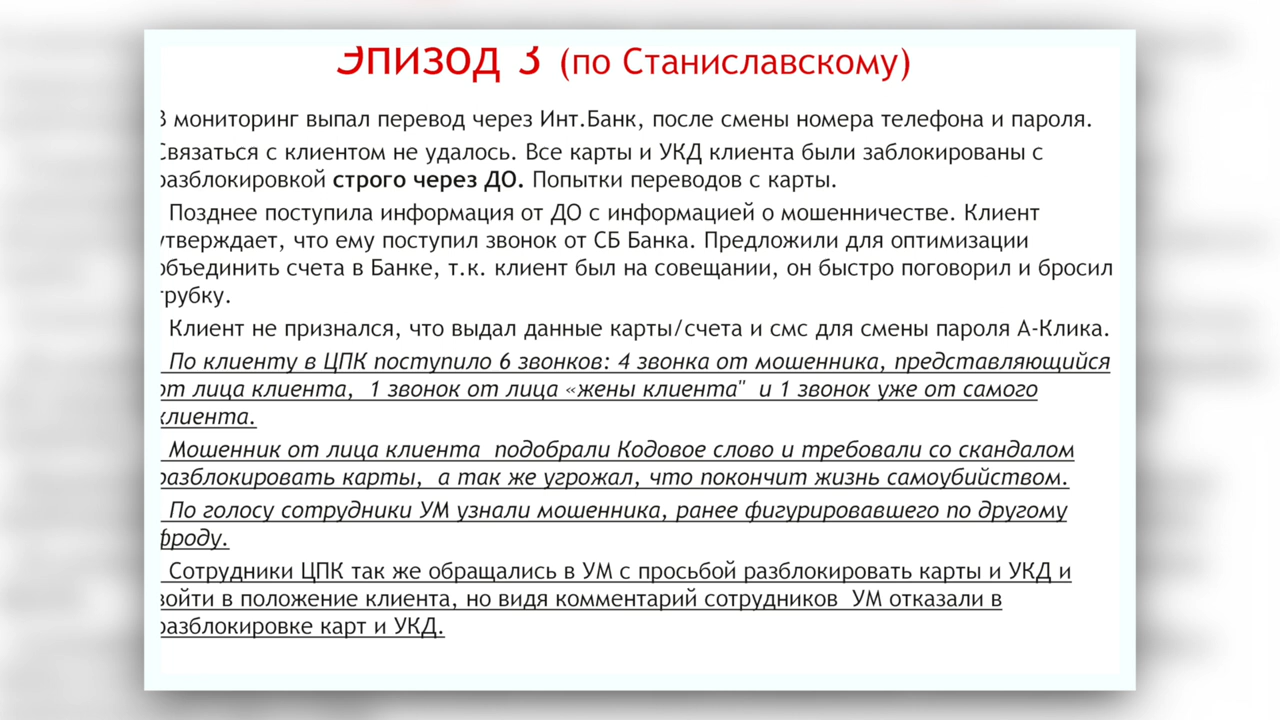 Эпизод 3 (по Станиславскому)
В мониторинг выпал перевод через Инт.Банк, после смены номера телефона и пароля.
Связаться с клиентом не удалось. Все карты и УКД клиента были заблокированы с
разблокировкой строго через ДО. Попытки переводов с карты.
Позднее поступила информация от ДО с информацией о мошенничестве. Клиент
утверждает, что ему поступил звонок от СБ Банка. Предложили для оптимизации
объединить счета в Банке, т.к. клиент был на совещании, он быстро поговорил и бросил
трубку.
Клиент не признался, что выдал данные карты/счета и смс для смены пароля А-Клика.
По клиенту в ЦПК поступило 6 звонков: 4 звонка от мошенника, представляющийся
от лица клиента, 1 звонок от лица «жены клиента" и 1 звонок уже от самого
клиента.
Мошенник от лица клиента подобрали Кодовое слово и требовали со скандалом
разблокировать карты, а так же угрожал, что покончит жизнь самоубийством.
По голосу сотрудники УМ узнали мошенника, ранее фигурировавшего по другому
фроду.
Сотрудники ЦПК так же обращались в УМ с просьбой разблокировать карты и УКД и
войти в положение клиента, но видя комментарий сотрудников УМ отказали в
разблокировке карт и УКД.